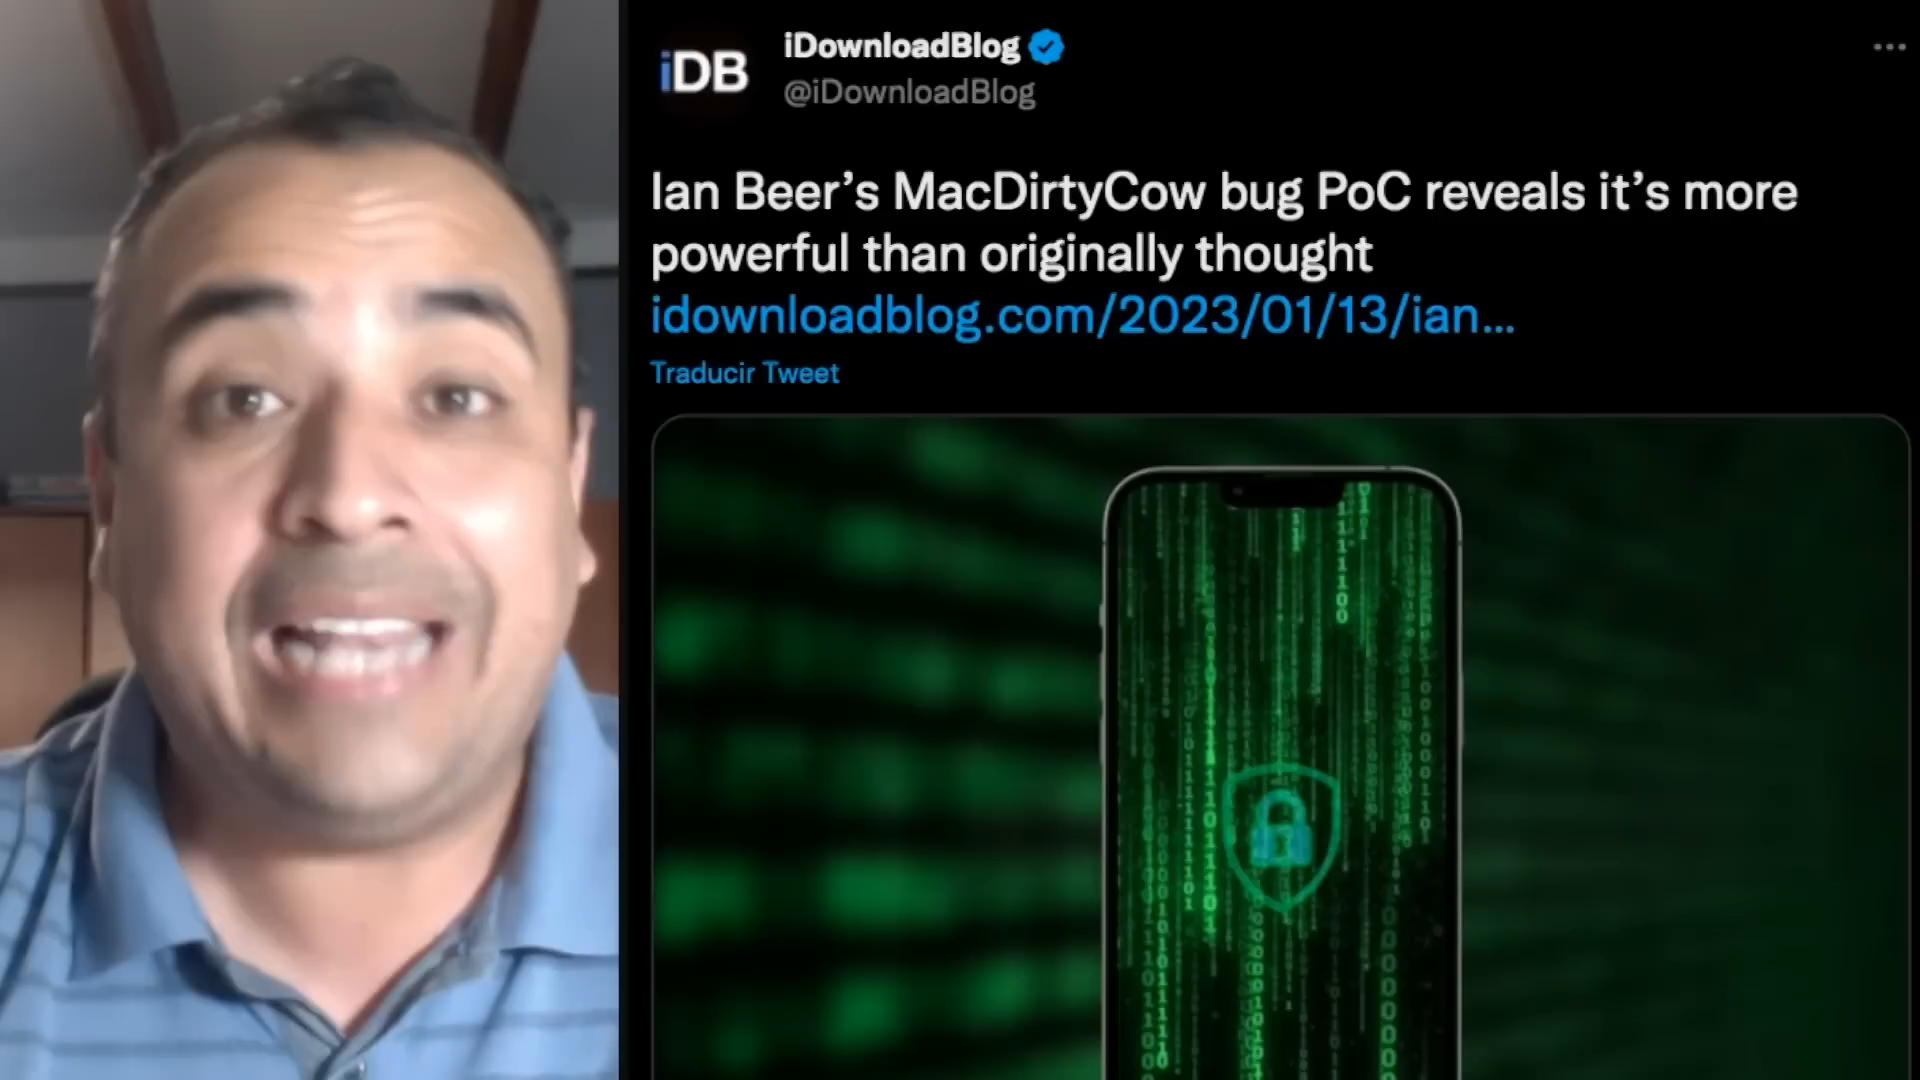 iDB
iDownloadBlog
@iDownloadBlog
Ian Beer’s MacDirtyCow bug PoC reveals it’s more
powerful than originally thought
idownloadblog.com/2023/01/13/ian...
Traducir Tweet